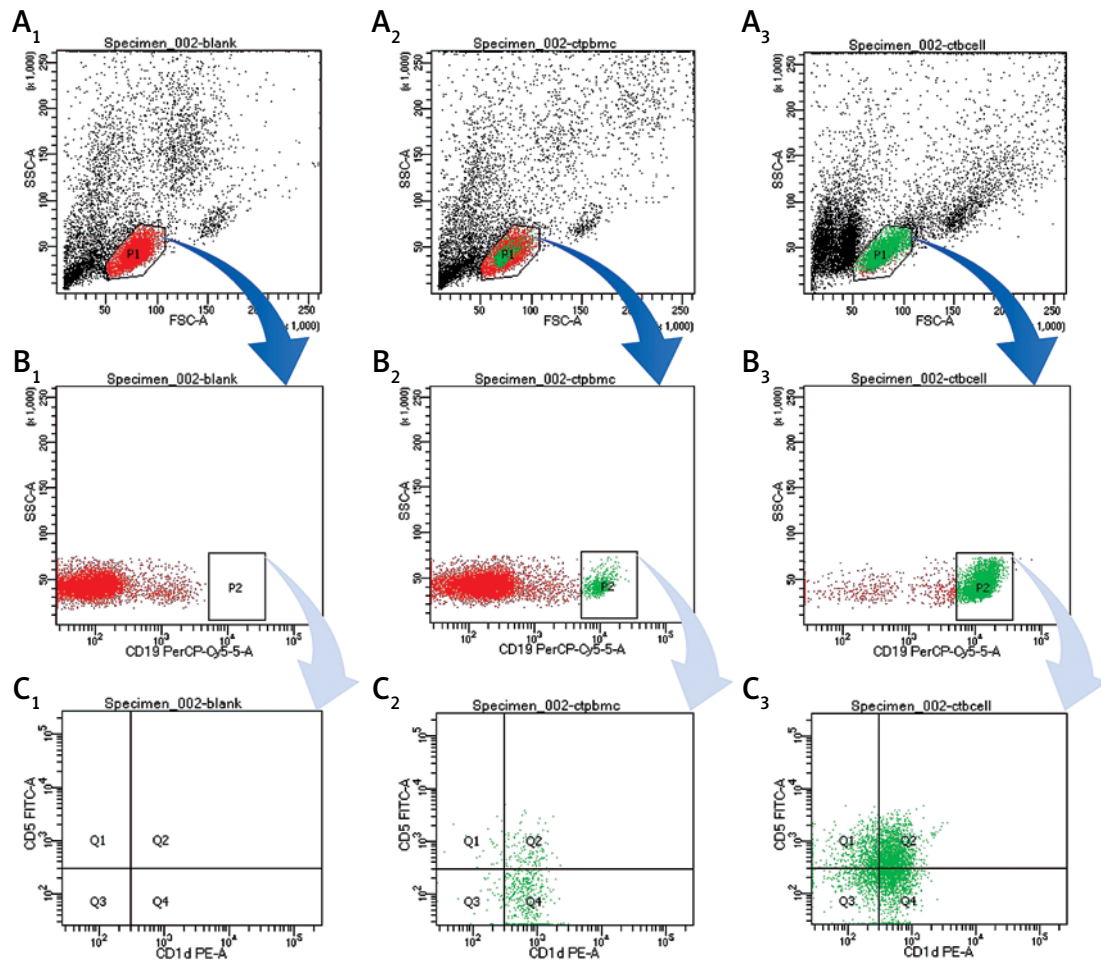 A1
A2
A3
Specimen_002-blank
Specimen_002-ctpbmc
Specimen_002-ctbcell
(x 1,000)
SSC-A
50 100 150 200 250
P1
50 100 150
FSC-A
(x 1,000)
SSC-A
50 100 150 200 250
P1
50 100 150 250
FSC-A
x 1,000)
(x 1,000)
SSC-A
50 100 150 200 250
P1
50 100 150 250
FSC-A
(x 1,000)
B1
B2
B3
Specimen_002-blank
Specimen_002-ctpbmc
Specimen_002-ctbcell
(x 1,000)
SSC-A
50 100 150 200 250
P2
10^2 10^3 10^4 10^5
CD19 PerCP-Cy5-5-A
(x 1,000)
SSC-A
50 100 150 200 250
P2
10^2 10^3 10^4 10^5
CD19 PerCP-Cy5-5-A
(x 1,000)
SSC-A
50 100 150 200 250
P2
10^2 10^3 10^4 10^5
CD19 PerCP-Cy5-5-A
C1
C2
C3
Specimen_002-blank
Specimen_002-ctpbmc
Specimen_002-ctbcell
CD5 FITC-A
10^2 10^3 10^4 10^5
Q1 Q2
Q3 Q4
10^2 10^3 10^4 10^5
CD1d PE-A
CD5 FITC-A
10^2 10^3 10^4 10^5
Q1 Q2
Q3 Q4
10^2 10^3 10^4 10^5
CD1d PE-A
CD5 FITC-A
10^2 10^3 10^4 10^5
Q1 Q2
Q3 Q4
10^2 10^3 10^4 10^5
CD1d PE-A